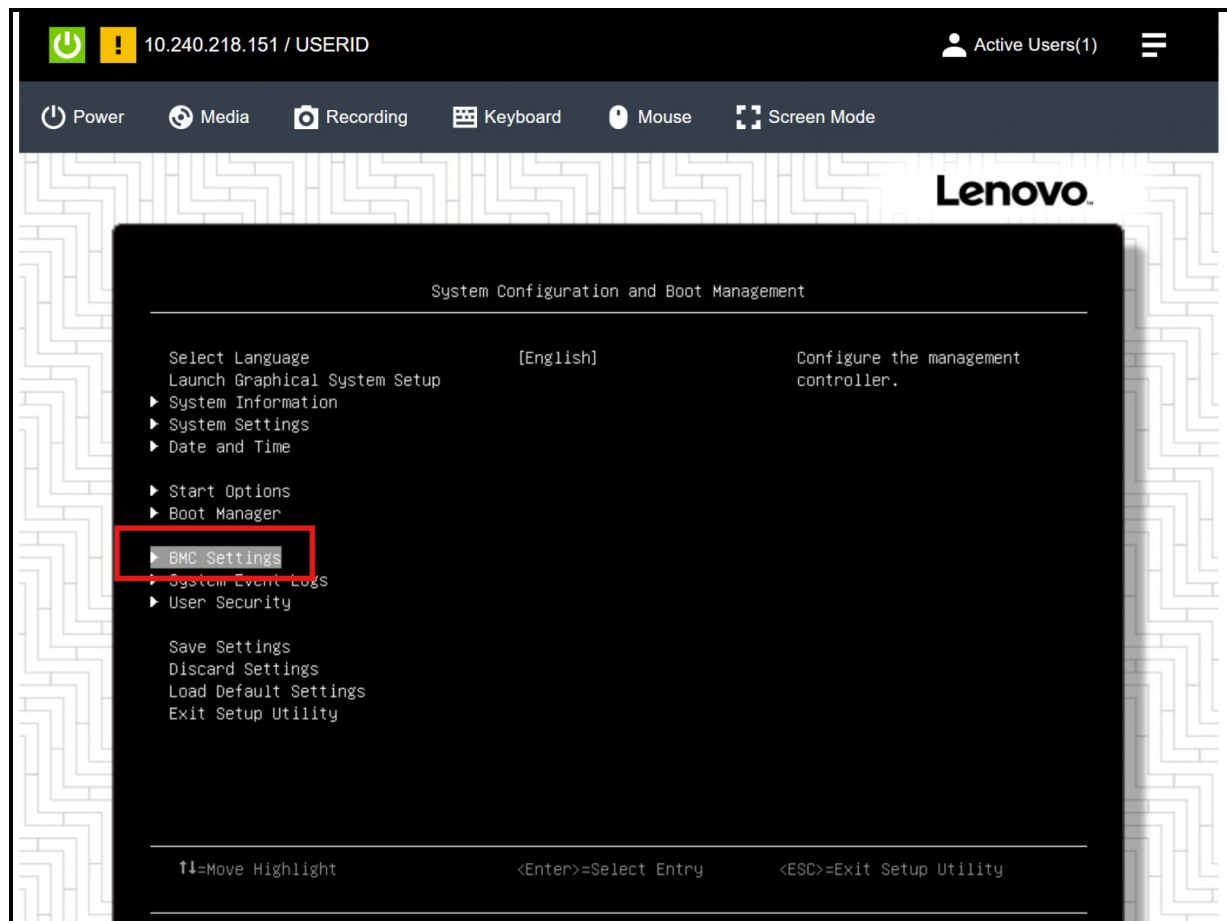 10.240.218.151 / USERID Active Users(1)
Power Media Recording Keyboard Mouse Screen Mode
Lenovo
System Configuration and Boot Management
Select Language [English] Configure the management
Launch Graphical System Setup controller.
System Information
System Settings
Date and Time
Start Options
Boot Manager
BMC Settings
System Event Logs
User Security
Save Settings
Discard Settings
Load Default Settings
Exit Setup Utility
↑↓=Move Highlight <Enter>=Select Entry <ESC>=Exit Setup Utility